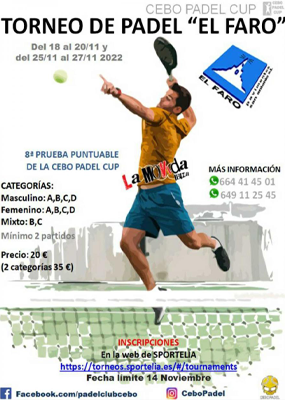 CEBO PADEL CUP
TORNEO DE PADEL “EL FARO”
Del 18 al 20/11 y
del 25/11 al 27/11 2022
EL FARO
8ª PRUEBA PUNTUABLE
DE LA CEBO PADEL CUP
La Movida
CATEGORÍAS:
Masculino: A,B,C,D
Femenino: A,B,C,D
Mixto: B,C
Mínimo 2 partidos
Precio: 20 €
(2 categorías 35 €)
MÁS INFORMACIÓN
664 41 45 01
649 11 25 45
INSCRIPCIONES
En la web de SPORTELIA
https://torneos.sportelia.es/#/tournaments
Fecha límite 14 Noviembre
Facebook.com/padelclubcebo
CeboPadel